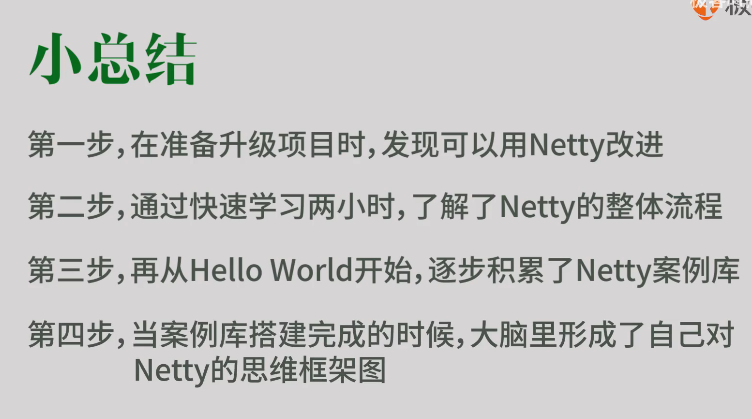 小总结
第一步，在准备升级项目时，发现可以用Netty改进
第二步，通过快速学习两小时，了解了Netty的整体流程
第三步，再从Hello World开始，逐步积累了Netty案例库
第四步，当案例库搭建完成的时候，大脑里形成了自己对
Netty的思维框架图